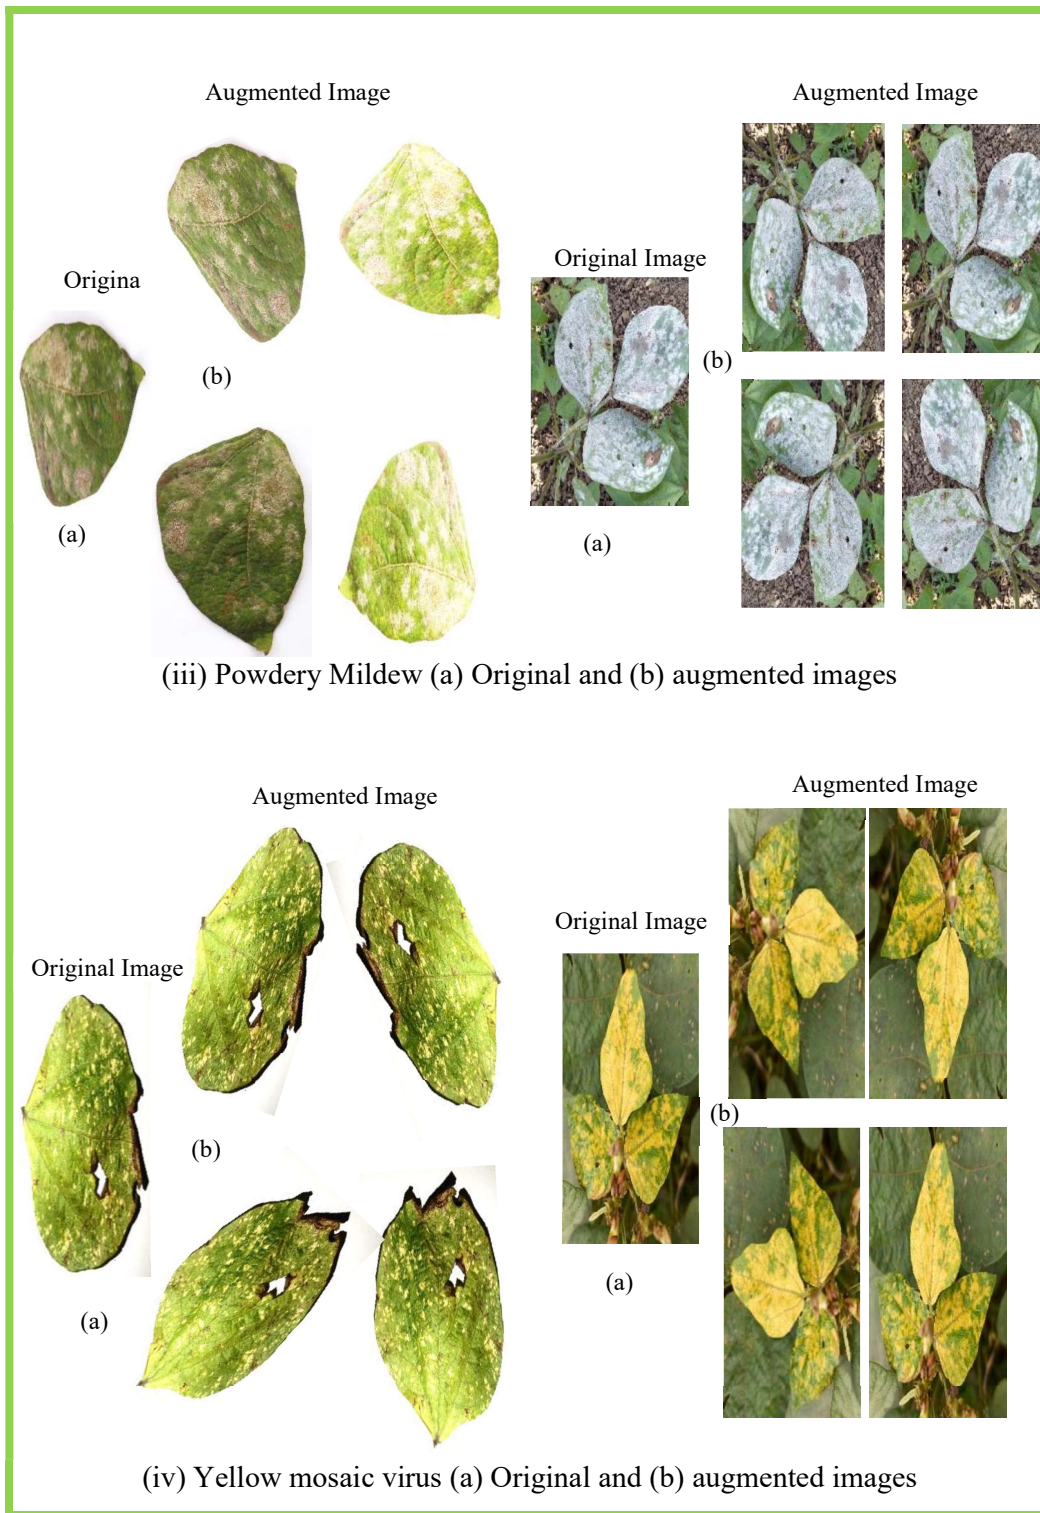 Augmented Image
Augmented Image
Original Image
Origina
(b)
(b)
(a)
(a)
(iii) Powdery Mildew (a) Original and (b) augmented images
Augmented Image
Augmented Image
Original Image
Original Image
(b)
(b)
(a)
(a)
(iv) Yellow mosaic virus (a) Original and (b) augmented images